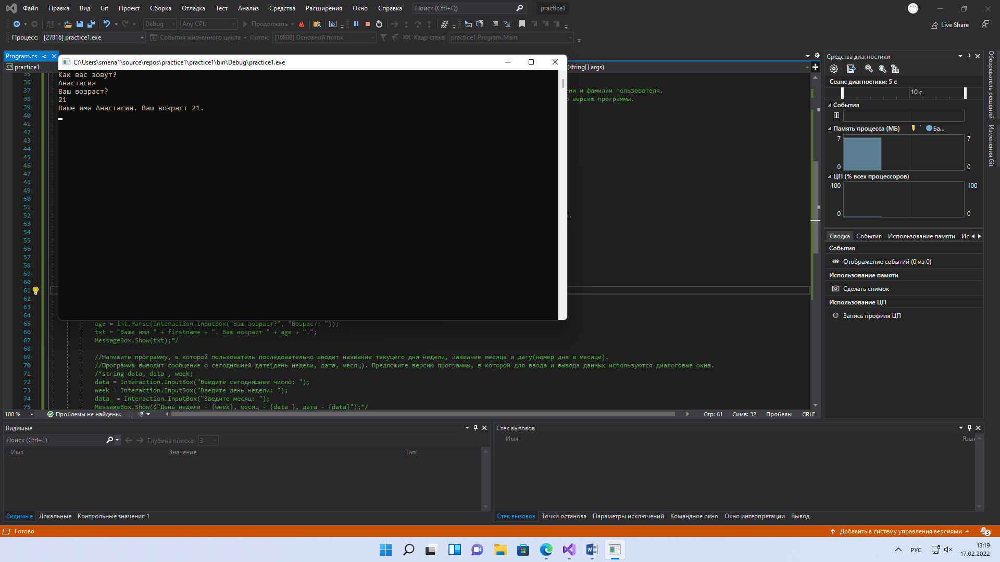 Файл Правка Вид Git Проект Сборка Отладка Тест Анализ Средства Расширения Окно Справка Поиск (Ctrl+Q) practice1
Debug Any CPU Продолжить Live Share
Процесс: [27816] practice1.exe События жизненного цикла Поток: [16808] Основной поток Кадр стека: practice1.Program.Main
Program.cs
practice1
(string[] args)
C:\Users\smena1\source\repos\practice1\practice1\bin\Debug\practice1.exe
Как вас зовут?
Анастасия
Ваш возраст?
21
Ваше имя Анастасия. Ваш возраст 21.
35
36
37
38
39
40
41
42
43
44
45
46
47
48
49
50
51
52
53
54
55
56
57
58
59
60
61
62
63
64
и фамилии пользователя.
версию программы.
65 age = int.Parse(Interaction.InputBox("Ваш возраст?", "Возраст: "));
66 txt = "Ваше имя " + firstname + ". Ваш возраст " + age + ".";
67 MessageBox.Show(txt);*/
68
69 //Напишите программу, в которой пользователь последовательно вводит название текущего дня недели, название месяца и дату(номер дня в месяце).
70 //Программа выводит сообщение о сегодняшней дате(день недели, дата, месяц). Предложите версию программы, в которой для ввода и вывода данных используются диалоговые окна.
71 /*string data, data_, week;
72 data = Interaction.InputBox("Введите сегодняшнее число: ");
73 week = Interaction.InputBox("Введите день недели: ");
74 data_ = Interaction.InputBox("Введите месяц: ");
75 MessageBox.Show($"День недели - {week}, месяц - {data_}, дата - {data}");*/
100 % Проблемы не найдены. Стр: 61 Симв: 32 Пробелы CRLF
Средства диагностики
Сеанс диагностики: 5 с
10 с
События
Память процесса (МБ) Ба...
7 7
0 0
ЦП (% всех процессоров)
100 100
0 0
Сводка События Использование памяти Ис
События
Отображение событий (0 из 0)
Использование памяти
Сделать снимок
Использование ЦП
Запись профиля ЦП
Обозреватель решений
Изменения Git
Видимые
Поиск (Ctrl+E) Глубина поиска: 3
Имя Значение Тип
Видимые Локальные Контрольные значения 1
Стек вызовов
Имя Язык
Стек вызовов Точки останова Параметры исключений Командное окно Окно интерпретации Вывод
Готово Добавить в систему управления версиями 3
РУС 13:19
17.02.2022